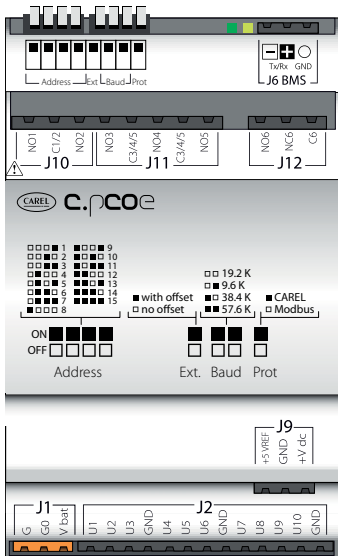 Address Ext Baud Prot
Tx/Rx GND
J6 BMS
NO1 C1/2 NO2 NO3 C3/4/5 NO4 C3/4/5 NO5 NO6 NC6 C6
J10 J11 J12
CAREL c.pCOe
1 9
2 10
3 11
4 12
5 13
6 14
7 15
8
19.2 K
9.6 K
with offset 38.4 K CAREL
no offset 57.6 K Modbus
ON
OFF
Address Ext. Baud Prot
J9
+5 VREF GND +V dc
J1 J2
G G0 V bat U1 U2 U3 GND U4 U5 U6 GND U7 U8 U9 U10 GND